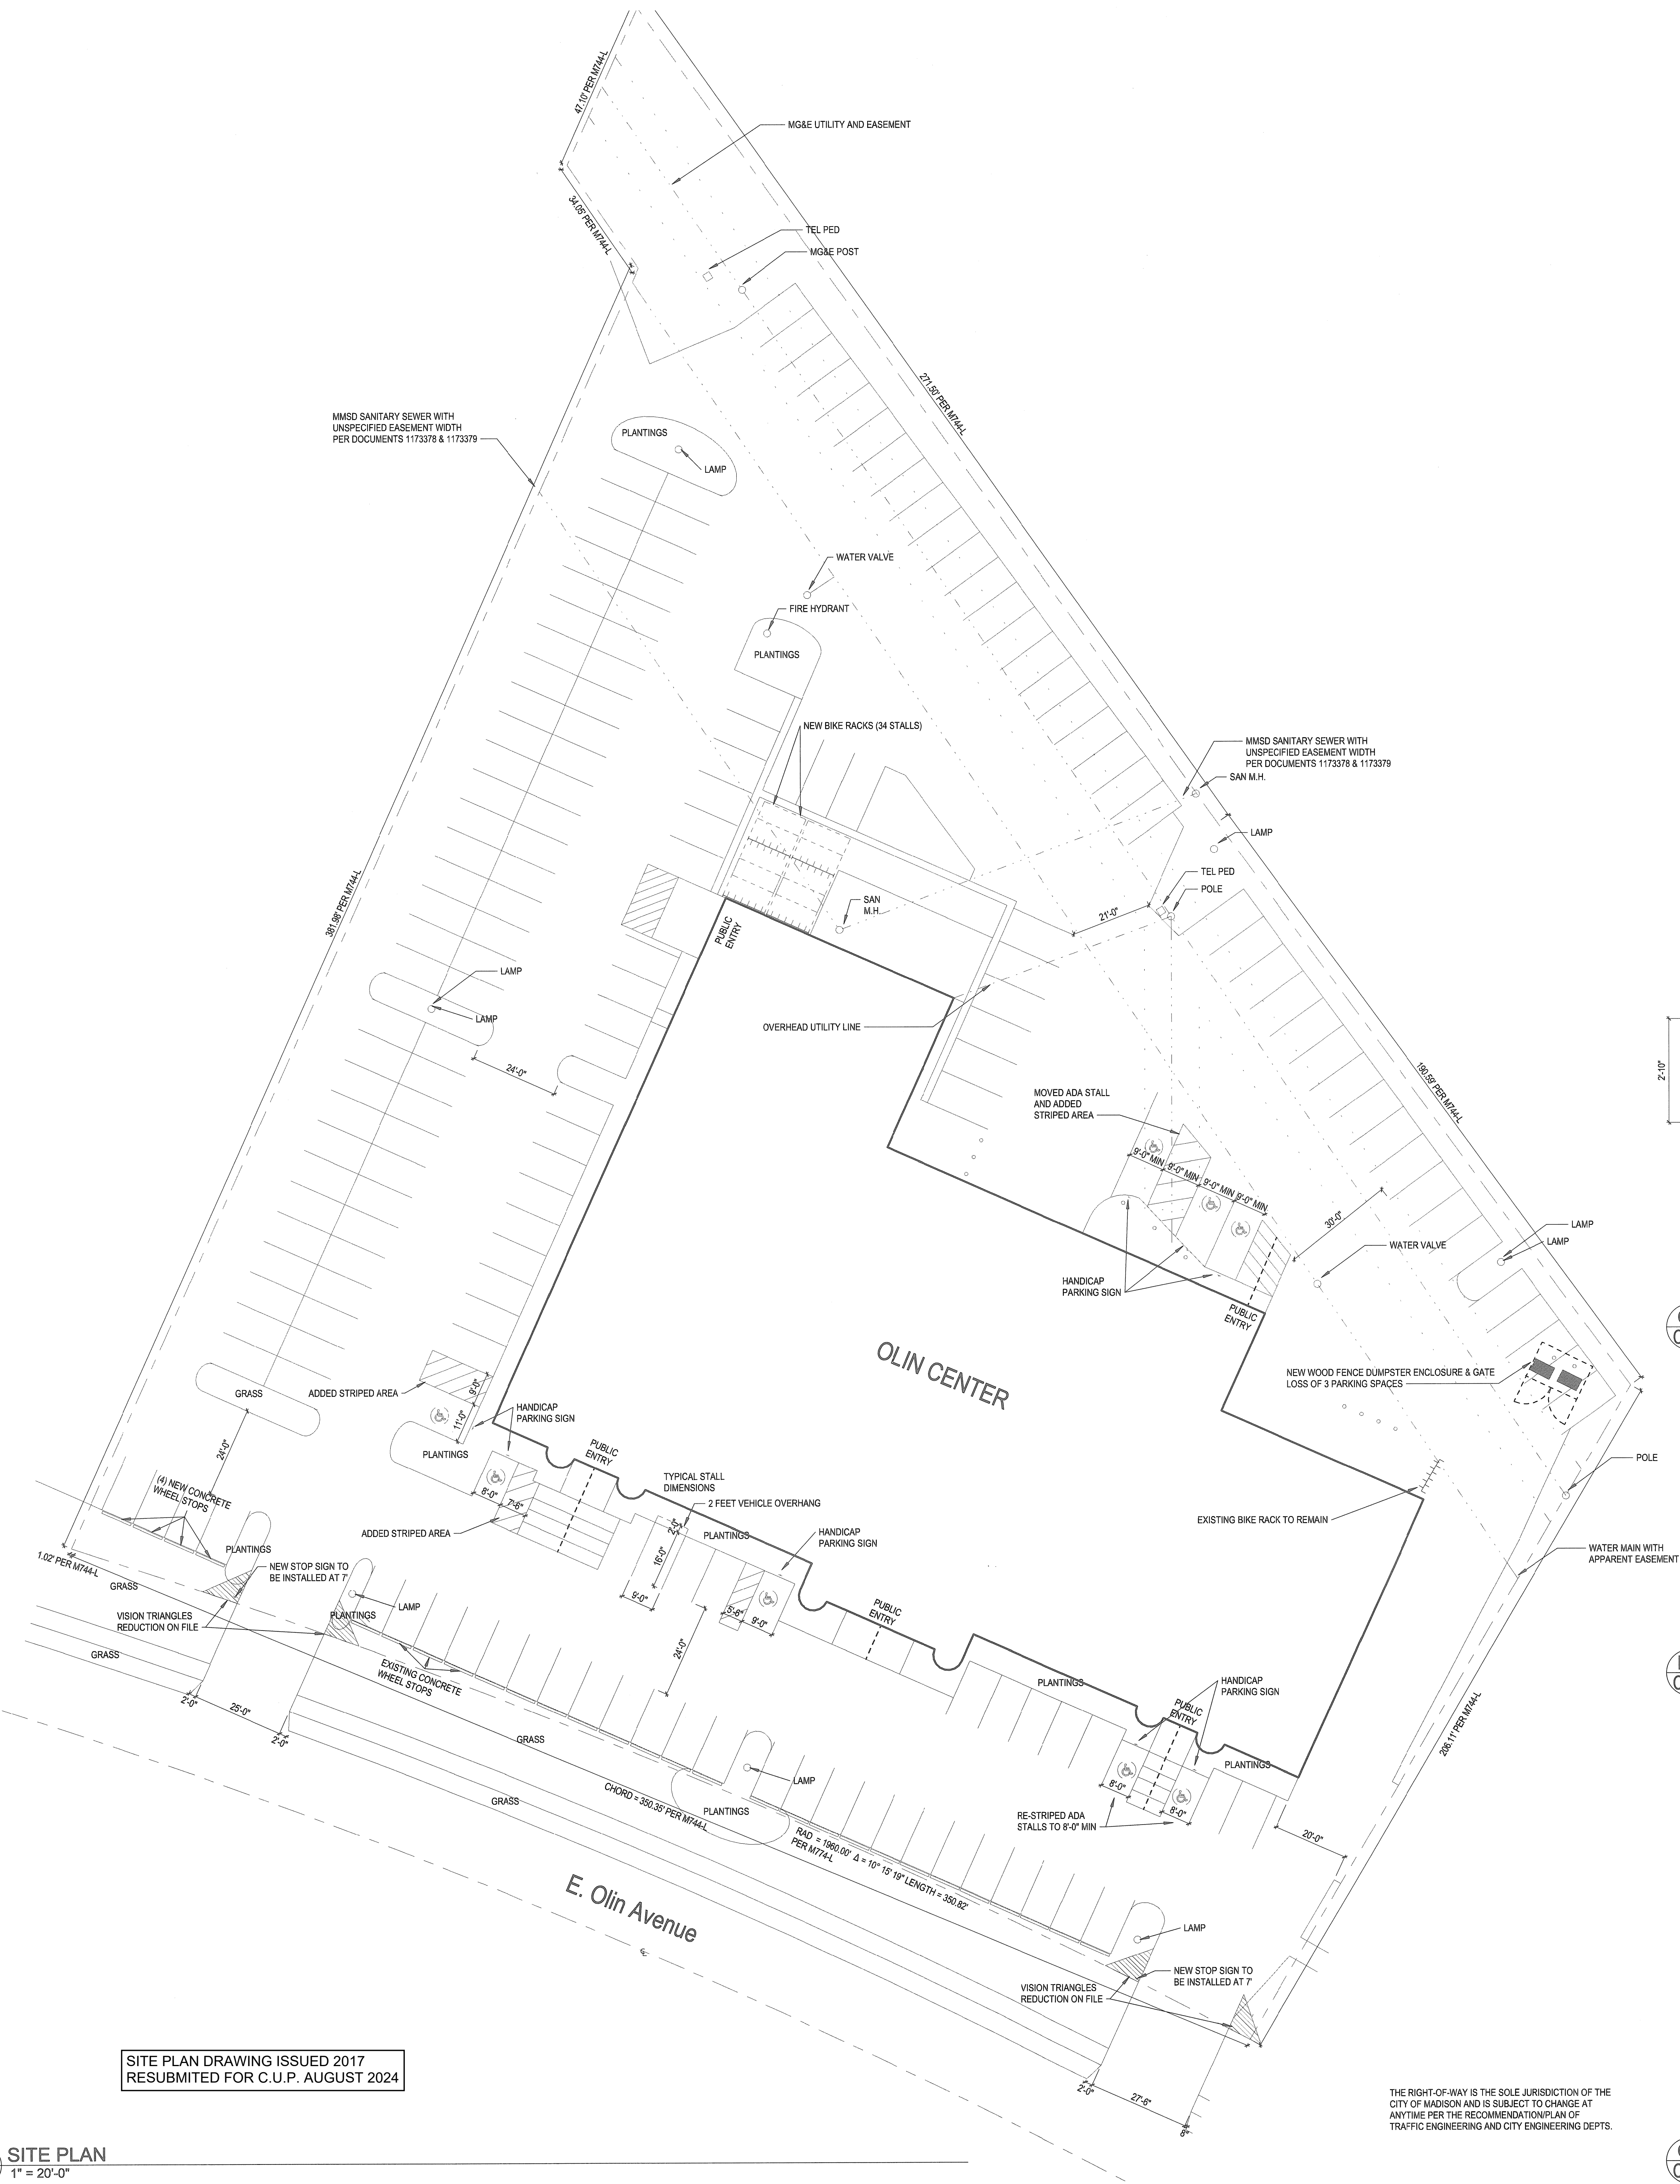 47.10' PER M744-L
MG&E UTILITY AND EASEMENT
34.05' PER M744-L
TEL PED
MG&E POST
271.50' PER M744-L
MMSD SANITARY SEWER WITH
UNSPECIFIED EASEMENT WIDTH
PER DOCUMENTS 1173378 & 1173379
PLANTINGS
LAMP
WATER VALVE
FIRE HYDRANT
PLANTINGS
NEW BIKE RACKS (34 STALLS)
MMSD SANITARY SEWER WITH
UNSPECIFIED EASEMENT WIDTH
PER DOCUMENTS 1173378 & 1173379
SAN M.H.
LAMP
TEL PED
POLE
381.98' PER M744-L
SAN
M.H.
PUBLIC
ENTRY
21'-0"
LAMP
LAMP
OVERHEAD UTILITY LINE
24'-0"
2'-10"
190.59' PER M744-L
MOVED ADA STALL
AND ADDED
STRIPED AREA
9'-0" MIN
9'-0" MIN
9'-0" MIN
9'-0" MIN
30'-0"
LAMP
LAMP
WATER VALVE
HANDICAP
PARKING SIGN
PUBLIC
ENTRY
OLIN CENTER
NEW WOOD FENCE DUMPSTER ENCLOSURE & GATE
LOSS OF 3 PARKING SPACES
GRASS
ADDED STRIPED AREA
9'-0"
11'-0"
HANDICAP
PARKING SIGN
24'-0"
PLANTINGS
PUBLIC
ENTRY
POLE
(4) NEW CONCRETE
WHEEL STOPS
8'-0"
7'-6"
TYPICAL STALL
DIMENSIONS
2 FEET VEHICLE OVERHANG
2'-0"
PLANTINGS
HANDICAP
PARKING SIGN
EXISTING BIKE RACK TO REMAIN
ADDED STRIPED AREA
16'-0"
9'-0"
WATER MAIN WITH
APPARENT EASEMENT
1.02' PER M744-L
PLANTINGS
NEW STOP SIGN TO
BE INSTALLED AT 7'
GRASS
LAMP
PLANTINGS
VISION TRIANGLES
REDUCTION ON FILE
5'-6"
9'-0"
PUBLIC
ENTRY
24'-0"
GRASS
EXISTING CONCRETE
WHEEL STOPS
PLANTINGS
HANDICAP
PARKING SIGN
2'-0"
25'-0"
2'-0"
PUBLIC
ENTRY
206.11' PER M744-L
GRASS
PLANTINGS
LAMP
8'-0"
8'-0"
GRASS
CHORD = 350.35' PER M744-L
PLANTINGS
RE-STRIPED ADA
STALLS TO 8'-0" MIN
20'-0"
RAD = 1960.00' Δ = 10° 15' 19" LENGTH = 350.82'
PER M774-L
E. Olin Avenue
LAMP
NEW STOP SIGN TO
BE INSTALLED AT 7'
VISION TRIANGLES
REDUCTION ON FILE
SITE PLAN DRAWING ISSUED 2017
RESUBMITED FOR C.U.P. AUGUST 2024
2'-0"
27'-6"
8"
THE RIGHT-OF-WAY IS THE SOLE JURISDICTION OF THE
CITY OF MADISON AND IS SUBJECT TO CHANGE AT
ANYTIME PER THE RECOMMENDATION/PLAN OF
TRAFFIC ENGINEERING AND CITY ENGINEERING DEPTS.
SITE PLAN
1" = 20'-0"